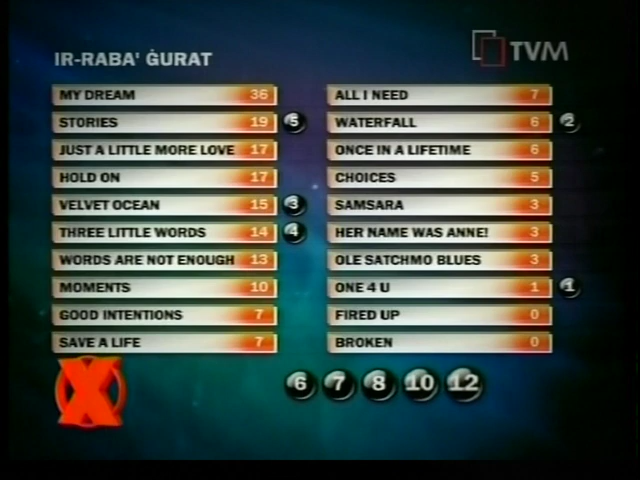 IR-RABA' ĠURAT
TVM
MY DREAM 36
STORIES 19 5
JUST A LITTLE MORE LOVE 17
HOLD ON 17
VELVET OCEAN 15 3
THREE LITTLE WORDS 14 4
WORDS ARE NOT ENOUGH 13
MOMENTS 10
GOOD INTENTIONS 7
SAVE A LIFE 7
ALL I NEED 7
WATERFALL 6 2
ONCE IN A LIFETIME 6
CHOICES 5
SAMSARA 3
HER NAME WAS ANNE! 3
OLE SATCHMO BLUES 3
ONE 4 U 1 1
FIRED UP 0
BROKEN 0
X
6 7 8 10 12